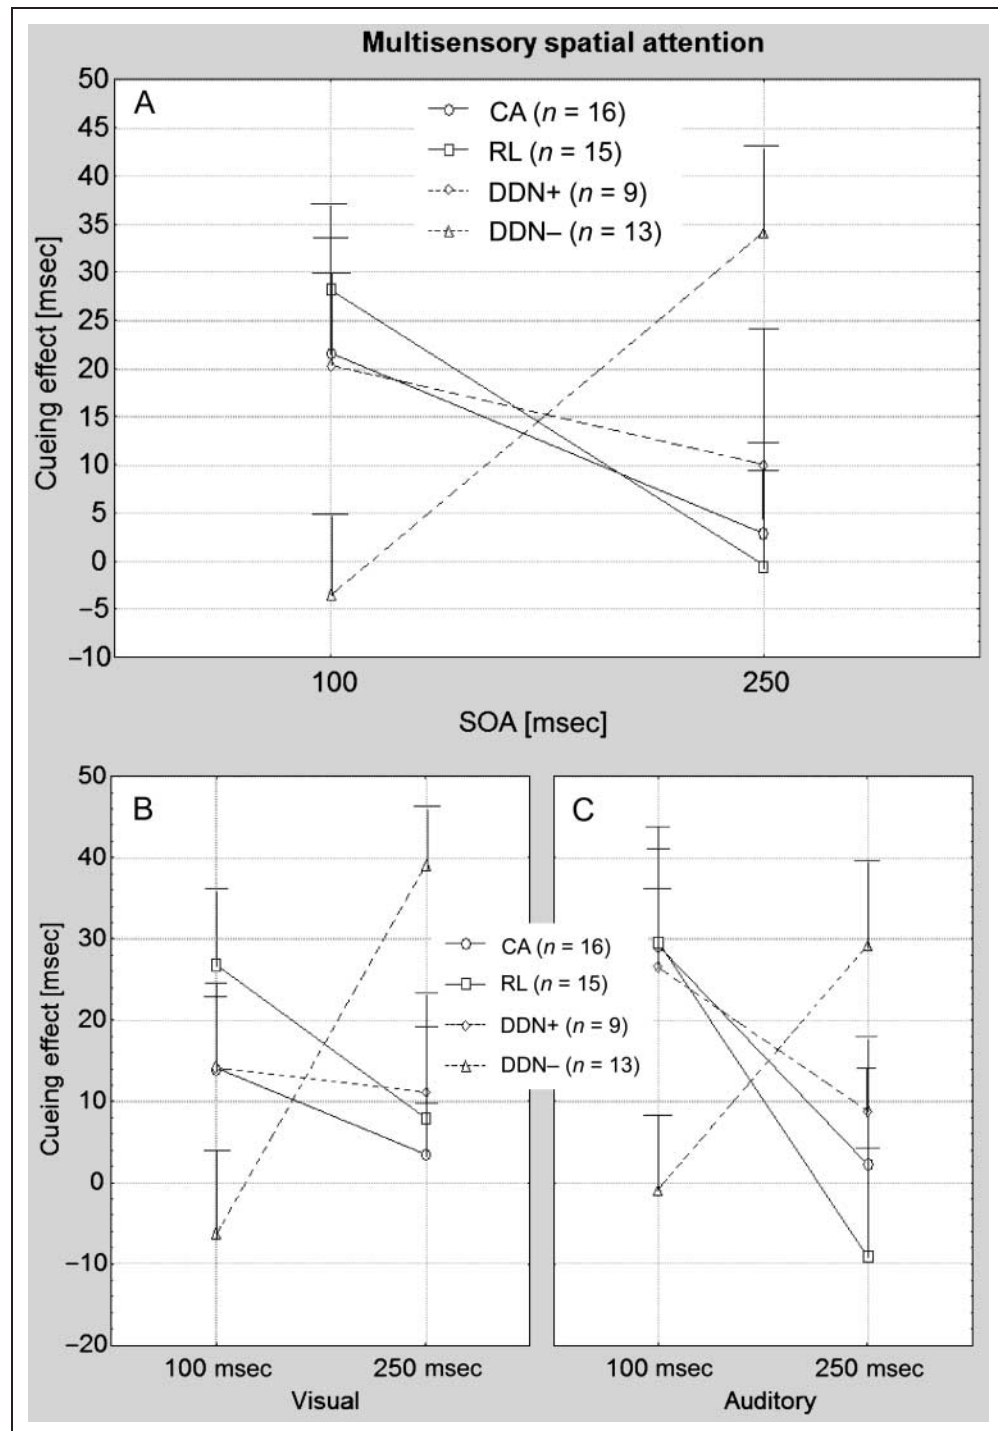 Multisensory spatial attention
A
CA (n = 16)
RL (n = 15)
DDN+ (n = 9)
DDN– (n = 13)
Cueing effect [msec]
50
45
40
35
30
25
20
15
10
5
0
–5
–10
100 250
SOA [msec]
B
Cueing effect [msec]
50
40
30
20
10
0
–10
–20
100 msec 250 msec
Visual
CA (n = 16)
RL (n = 15)
DDN+ (n = 9)
DDN– (n = 13)
C
100 msec 250 msec
Auditory